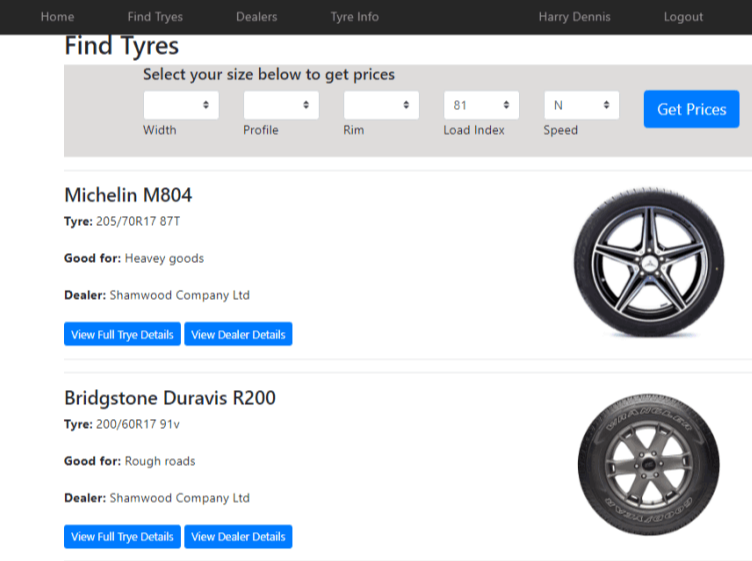 Home Find Tryes Dealers Tyre Info Harry Dennis Logout
Find Tyres
Select your size below to get prices
81 N Get Prices
Width Profile Rim Load Index Speed
Michelin M804
Tyre: 205/70R17 87T
Good for: Heavey goods
Dealer: Shamwood Company Ltd
View Full Trye Details View Dealer Details
Bridgstone Duravis R200
Tyre: 200/60R17 91v
Good for: Rough roads
WRANGLER
GOODYEAR
Dealer: Shamwood Company Ltd
View Full Trye Details View Dealer Details